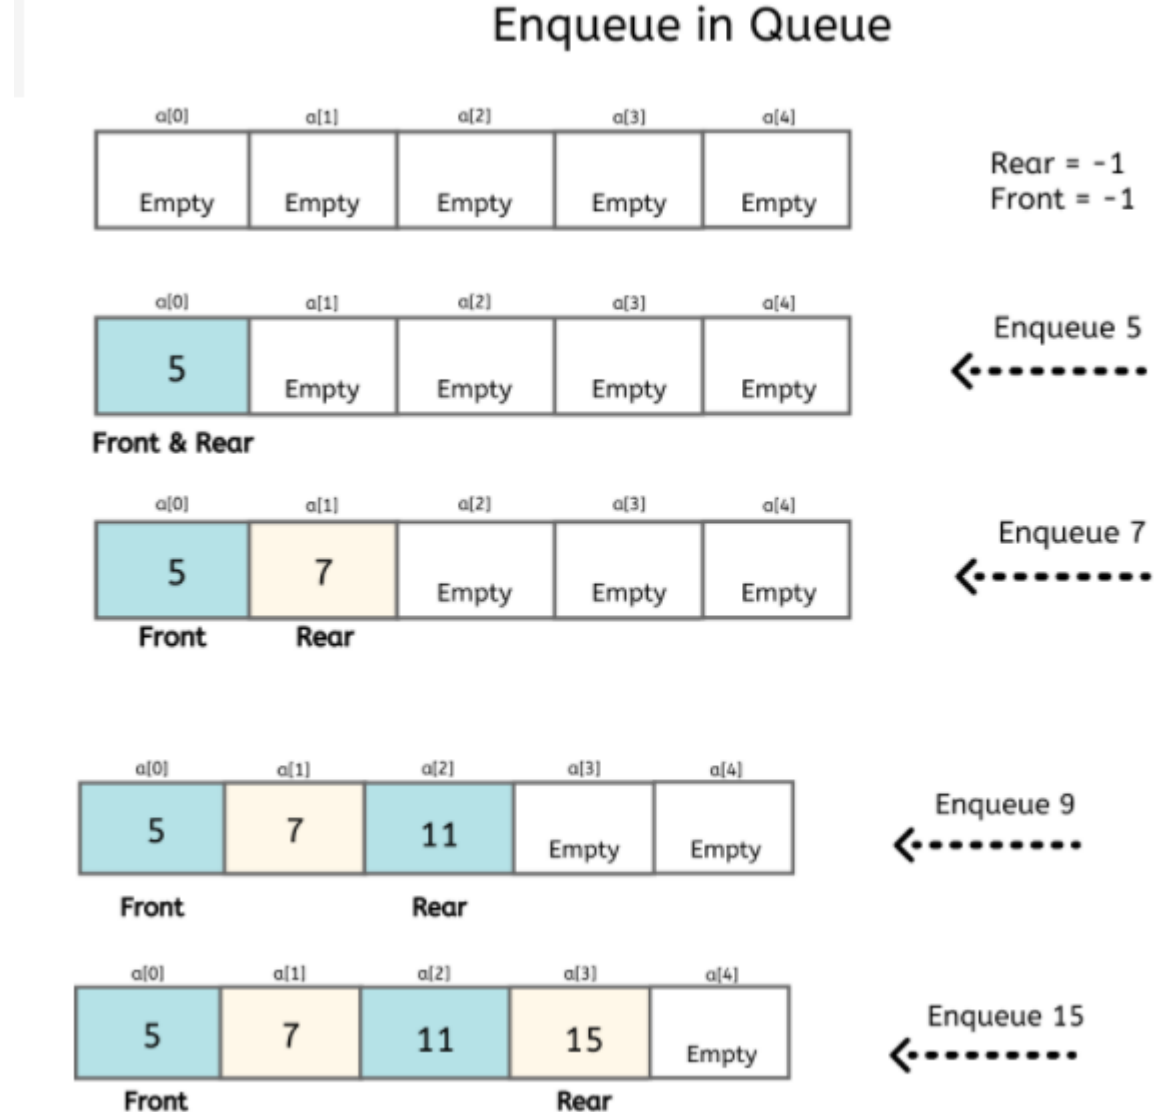 Enqueue in Queue
a[0] a[1] a[2] a[3] a[4]
Empty Empty Empty Empty Empty
Rear = -1
Front = -1
a[0] a[1] a[2] a[3] a[4]
5 Empty Empty Empty Empty
Enqueue 5
Front & Rear
a[0] a[1] a[2] a[3] a[4]
5 7 Empty Empty Empty
Enqueue 7
Front Rear
a[0] a[1] a[2] a[3] a[4]
5 7 11 Empty Empty
Enqueue 9
Front Rear
a[0] a[1] a[2] a[3] a[4]
5 7 11 15 Empty
Enqueue 15
Front Rear